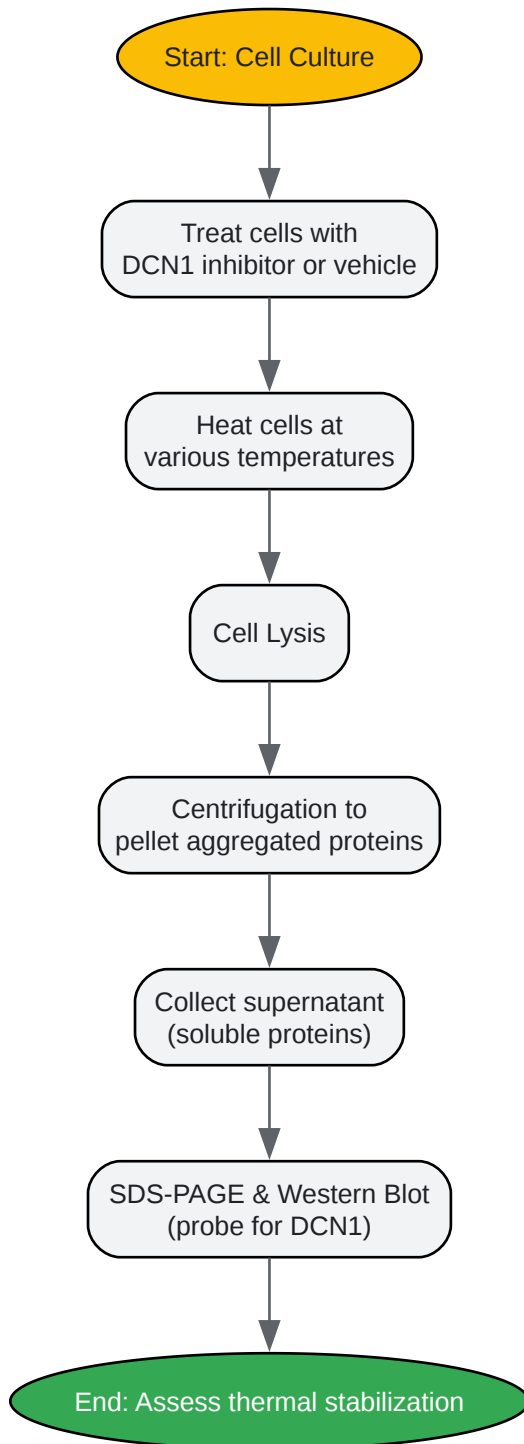 Start: Cell Culture
Treat cells with
DCN1 inhibitor or vehicle
Heat cells at
various temperatures
Cell Lysis
Centrifugation to
pellet aggregated proteins
Collect supernatant
(soluble proteins)
SDS-PAGE & Western Blot
(probe for DCN1)
End: Assess thermal stabilization